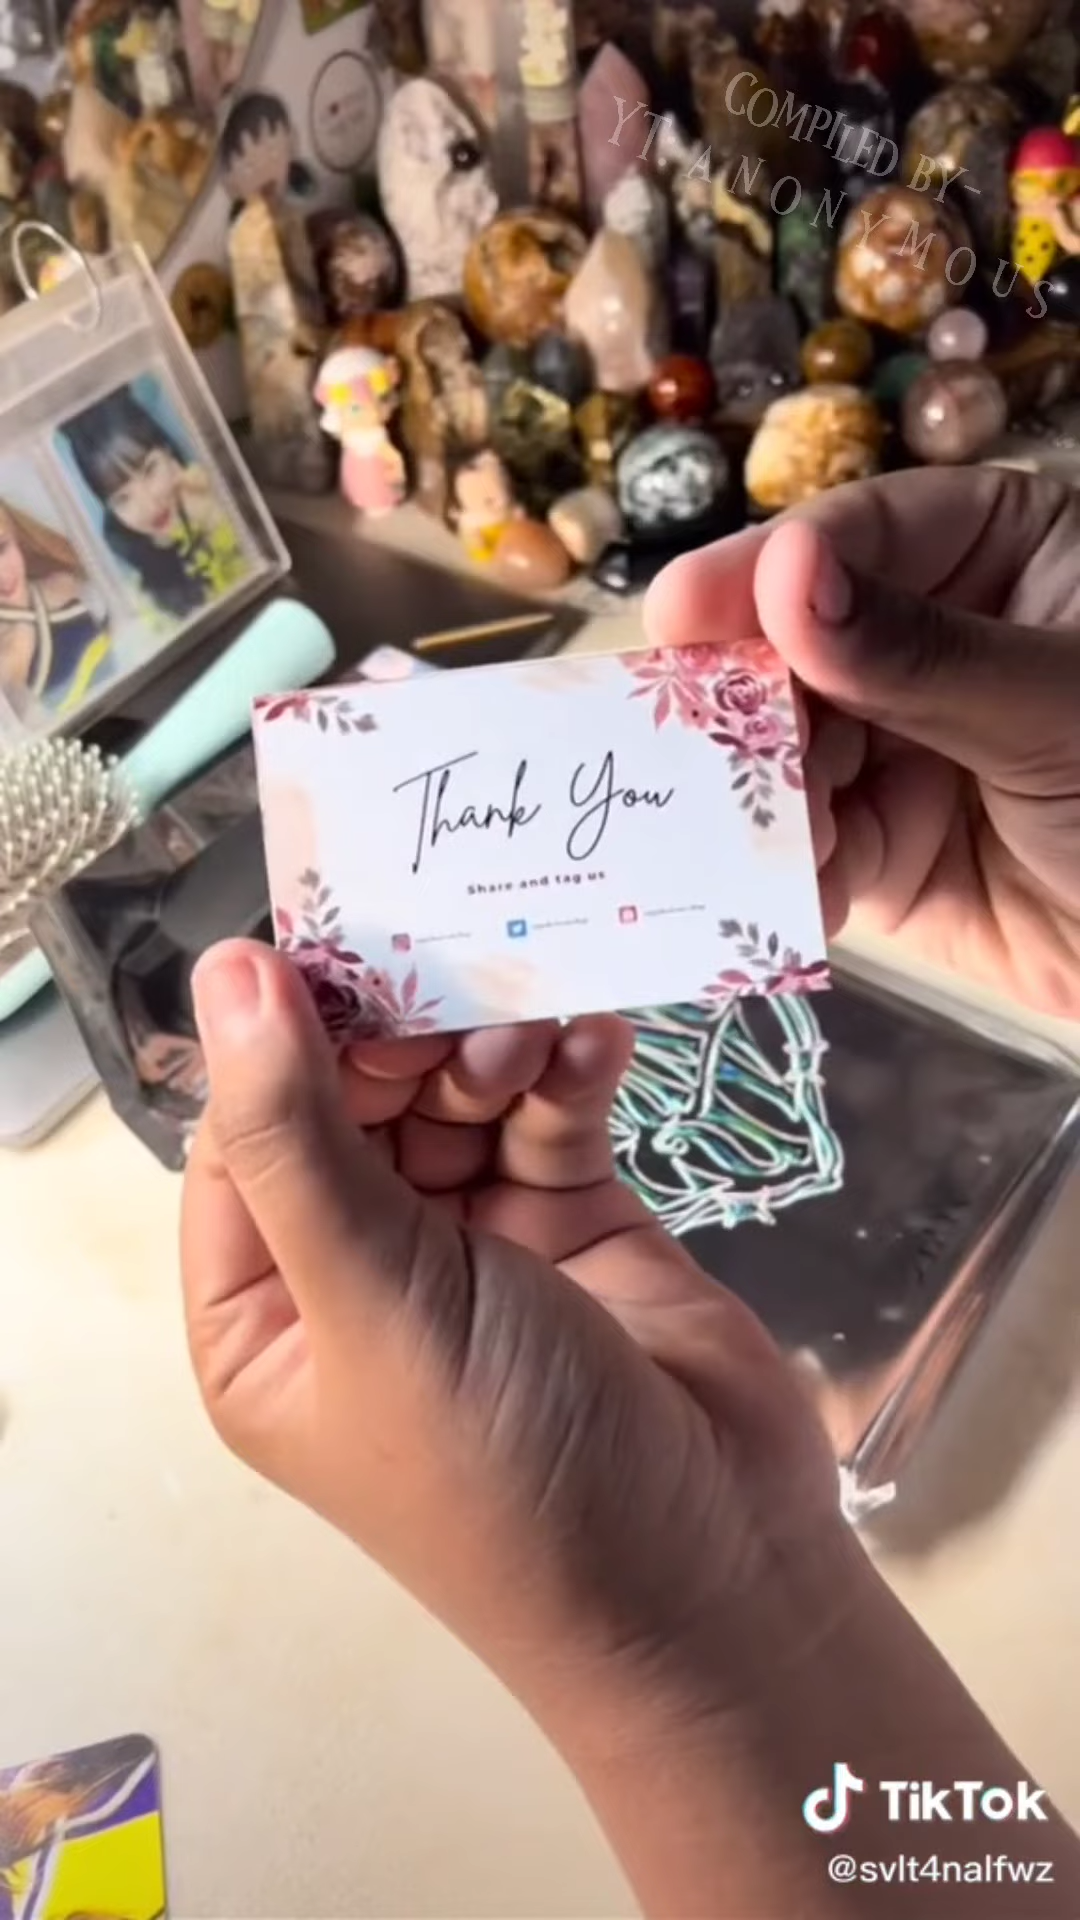 COMPILED BY-
YT. ANONYMOUS
Thank You
Share and tag us
TikTok
@svlt4nalfwz